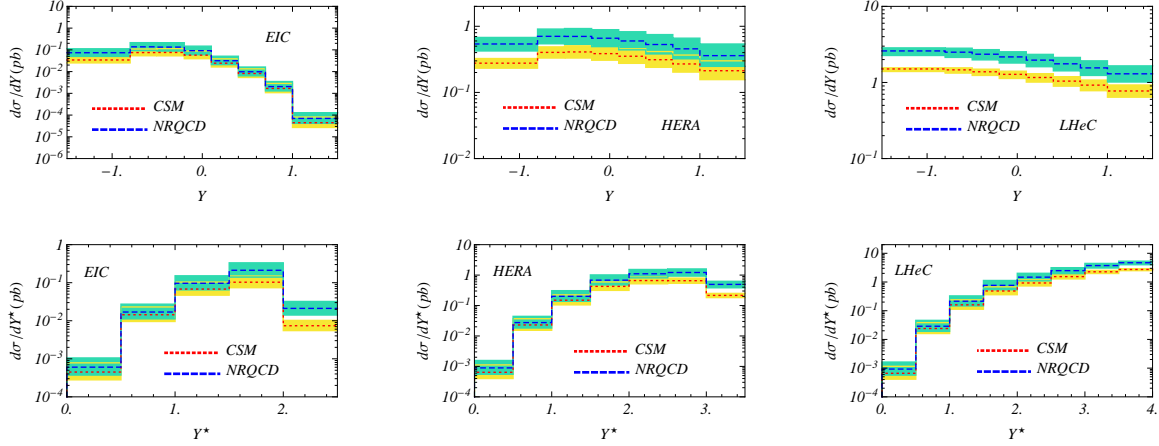 dσ/dY(pb)
10
1
10⁻¹
10⁻²
10⁻³
10⁻⁴
10⁻⁵
10⁻⁶
EIC
CSM
NRQCD
−1. 0. 1.
Y
dσ/dY(pb)
1
10⁻¹
10⁻²
CSM
NRQCD
HERA
−1. 0. 1.
Y
dσ/dY(pb)
10
1
10⁻¹
CSM
NRQCD
LHeC
−1. 0. 1.
Y
dσ/dY★(pb)
1
10⁻¹
10⁻²
10⁻³
10⁻⁴
EIC
CSM
NRQCD
0. 1. 2.
Y★
dσ/dY★(pb)
10
1
10⁻¹
10⁻²
10⁻³
10⁻⁴
HERA
CSM
NRQCD
0. 1. 2. 3.
Y★
dσ/dY★(pb)
10
1
10⁻¹
10⁻²
10⁻³
10⁻⁴
LHeC
CSM
NRQCD
0. 1. 2. 3. 4.
Y★